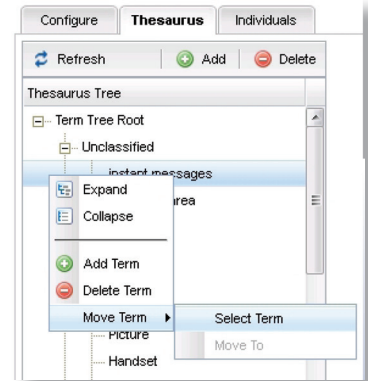 Configure Thesaurus Individuals
Refresh Add Delete
Thesaurus Tree
Term Tree Root
Unclassified
instant messages
Expand
area
Collapse
Add Term
Delete Term
Move Term Select Term
Picture Move To
Handset